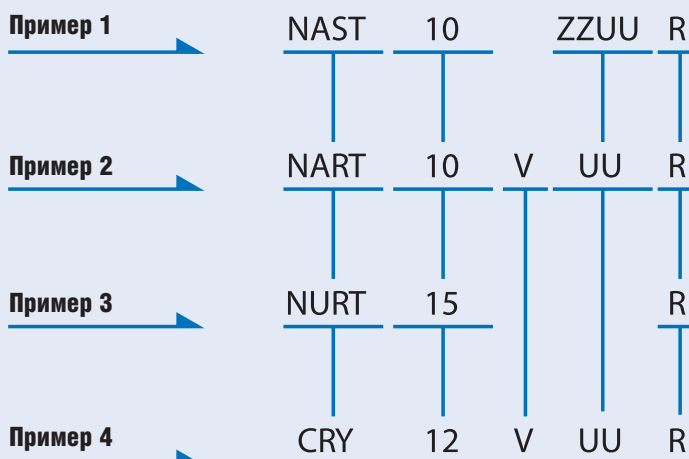 Пример 1 NAST 10 ZZUU R
Пример 2 NART 10 V UU R
Пример 3 NURT 15 R
Пример 4 CRY 12 V UU R